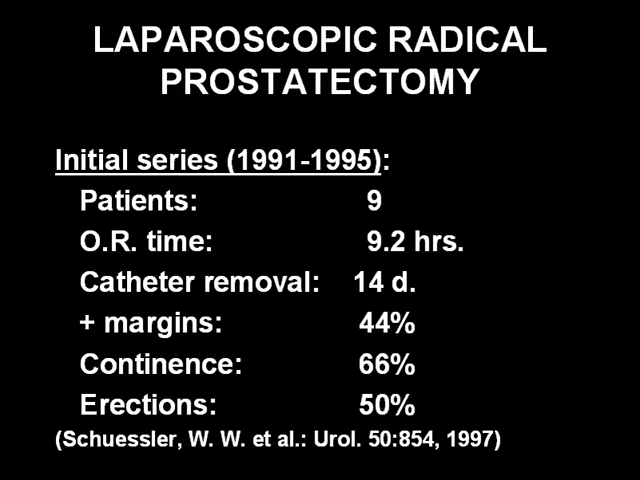 LAPAROSCOPIC RADICAL
PROSTATECTOMY
Initial series (1991-1995):
Patients: 9
O.R. time: 9.2 hrs.
Catheter removal: 14 d.
+ margins: 44%
Continence: 66%
Erections: 50%
(Schuessler, W. W. et al.: Urol. 50:854, 1997)